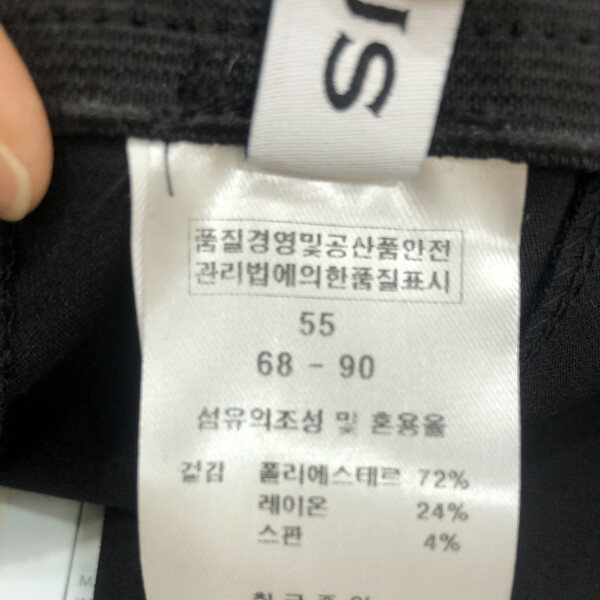 US
품질경영및공산품안전
관리법에의한품질표시
55
68 - 90
섬유의조성 및 혼용율
겉감 폴리에스테르 72%
레이온 24%
스판 4%